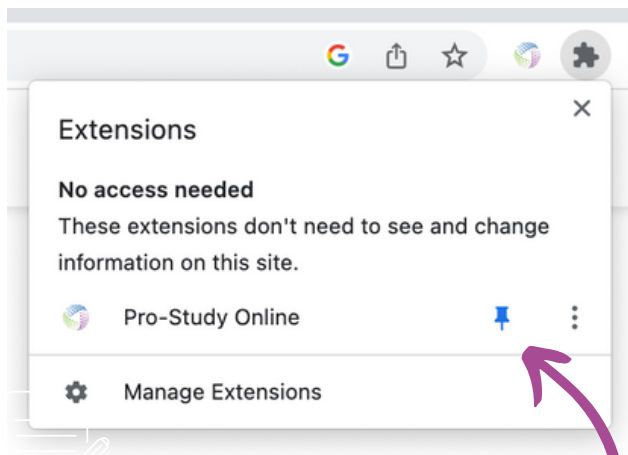 Extensions
No access needed
These extensions don't need to see and change
information on this site.
Pro-Study Online
Manage Extensions